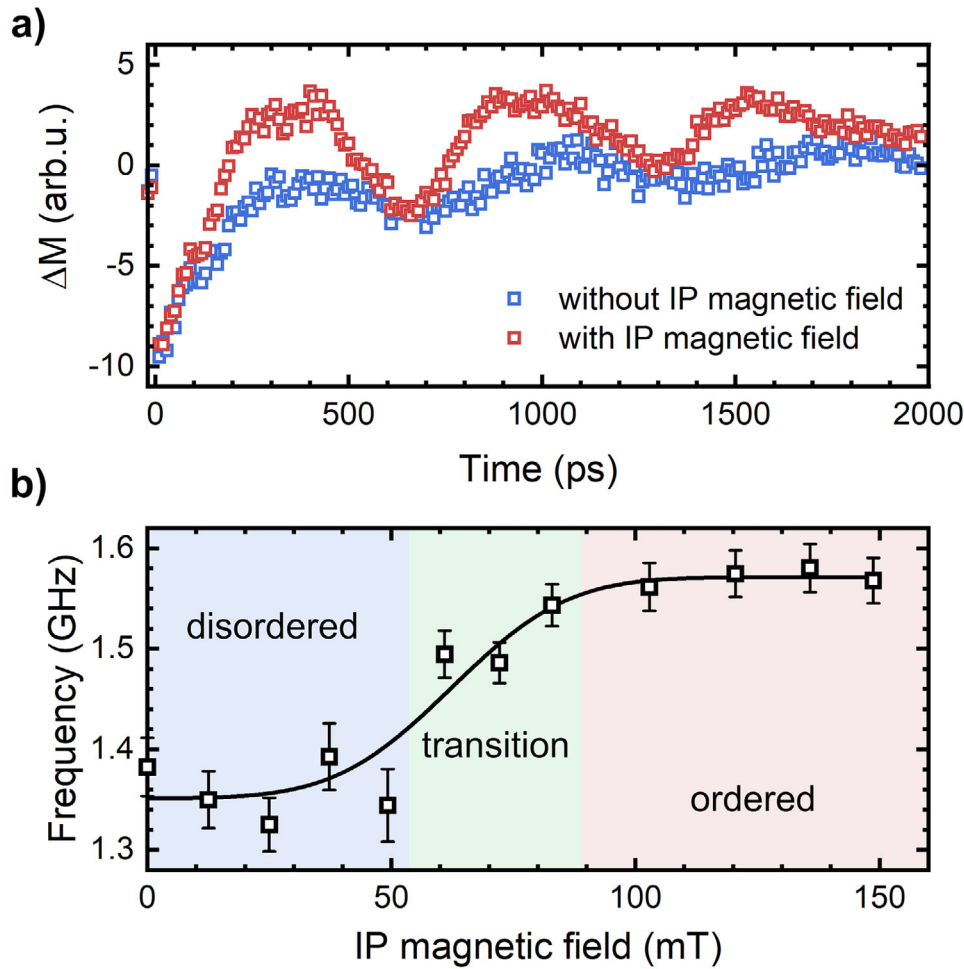 a)
5
0
-5
-10
ΔM (arb.u.)
without IP magnetic field
with IP magnetic field
0 500 1000 1500 2000
Time (ps)
b)
1.6
1.5
1.4
1.3
Frequency (GHz)
disordered
transition
ordered
0 50 100 150
IP magnetic field (mT)